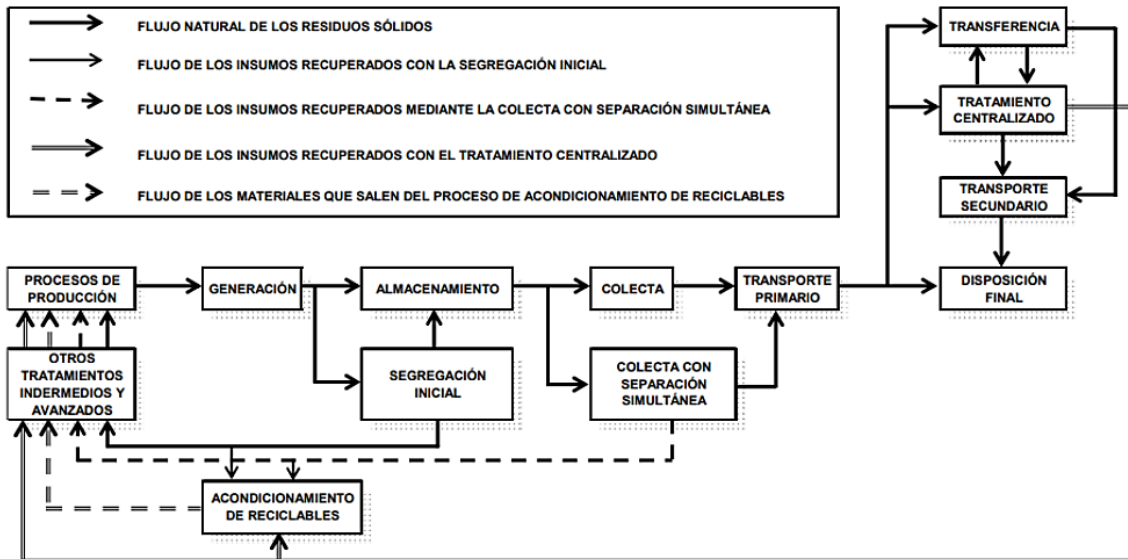 FLUJO NATURAL DE LOS RESIDUOS SÓLIDOS
FLUJO DE LOS INSUMOS RECUPERADOS CON LA SEGREGACIÓN INICIAL
FLUJO DE LOS INSUMOS RECUPERADOS MEDIANTE LA COLECTA CON SEPARACIÓN SIMULTÁNEA
FLUJO DE LOS INSUMOS RECUPERADOS CON EL TRATAMIENTO CENTRALIZADO
FLUJO DE LOS MATERIALES QUE SALEN DEL PROCESO DE ACONDICIONAMIENTO DE RECICLABLES
TRANSFERENCIA
TRATAMIENTO
CENTRALIZADO
TRANSPORTE
SECUNDARIO
PROCESOS DE
PRODUCCIÓN
GENERACIÓN
ALMACENAMIENTO
COLECTA
TRANSPORTE
PRIMARIO
DISPOSICIÓN
FINAL
OTROS
TRATAMIENTOS
INDERMEDIOS Y
AVANZADOS
SEGREGACIÓN
INICIAL
COLECTA CON
SEPARACIÓN
SIMULTÁNEA
ACONDICIONAMIENTO
DE RECICLABLES